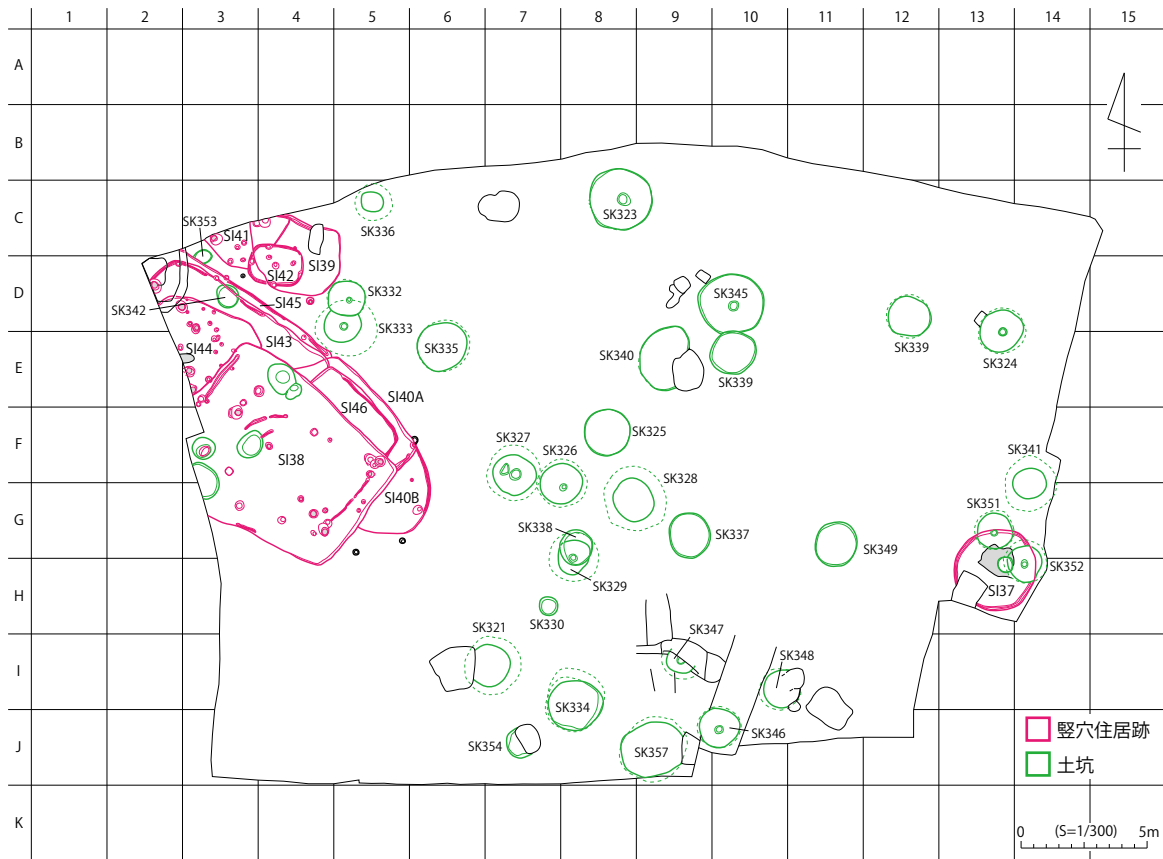 1 2 3 4 5 6 7 8 9 10 11 12 13 14 15
A
B
C
D
E
F
G
H
I
J
K
SK353
SI41
SI39
SK336
SK323
SI42
SK342
SI45
SK332
SK333
SK345
SK339
SK324
SI44
SI43
SK335
SK340
SK339
SI46
SI40A
SK327
SK326
SK325
SI38
SK328
SK341
SI40B
SK338
SK337
SK349
SK351
SK352
SK329
SI37
SK330
SK321
SK347
SK348
SK334
SK346
SK354
SK357
竪穴住居跡
土坑
0 (S=1/300) 5m